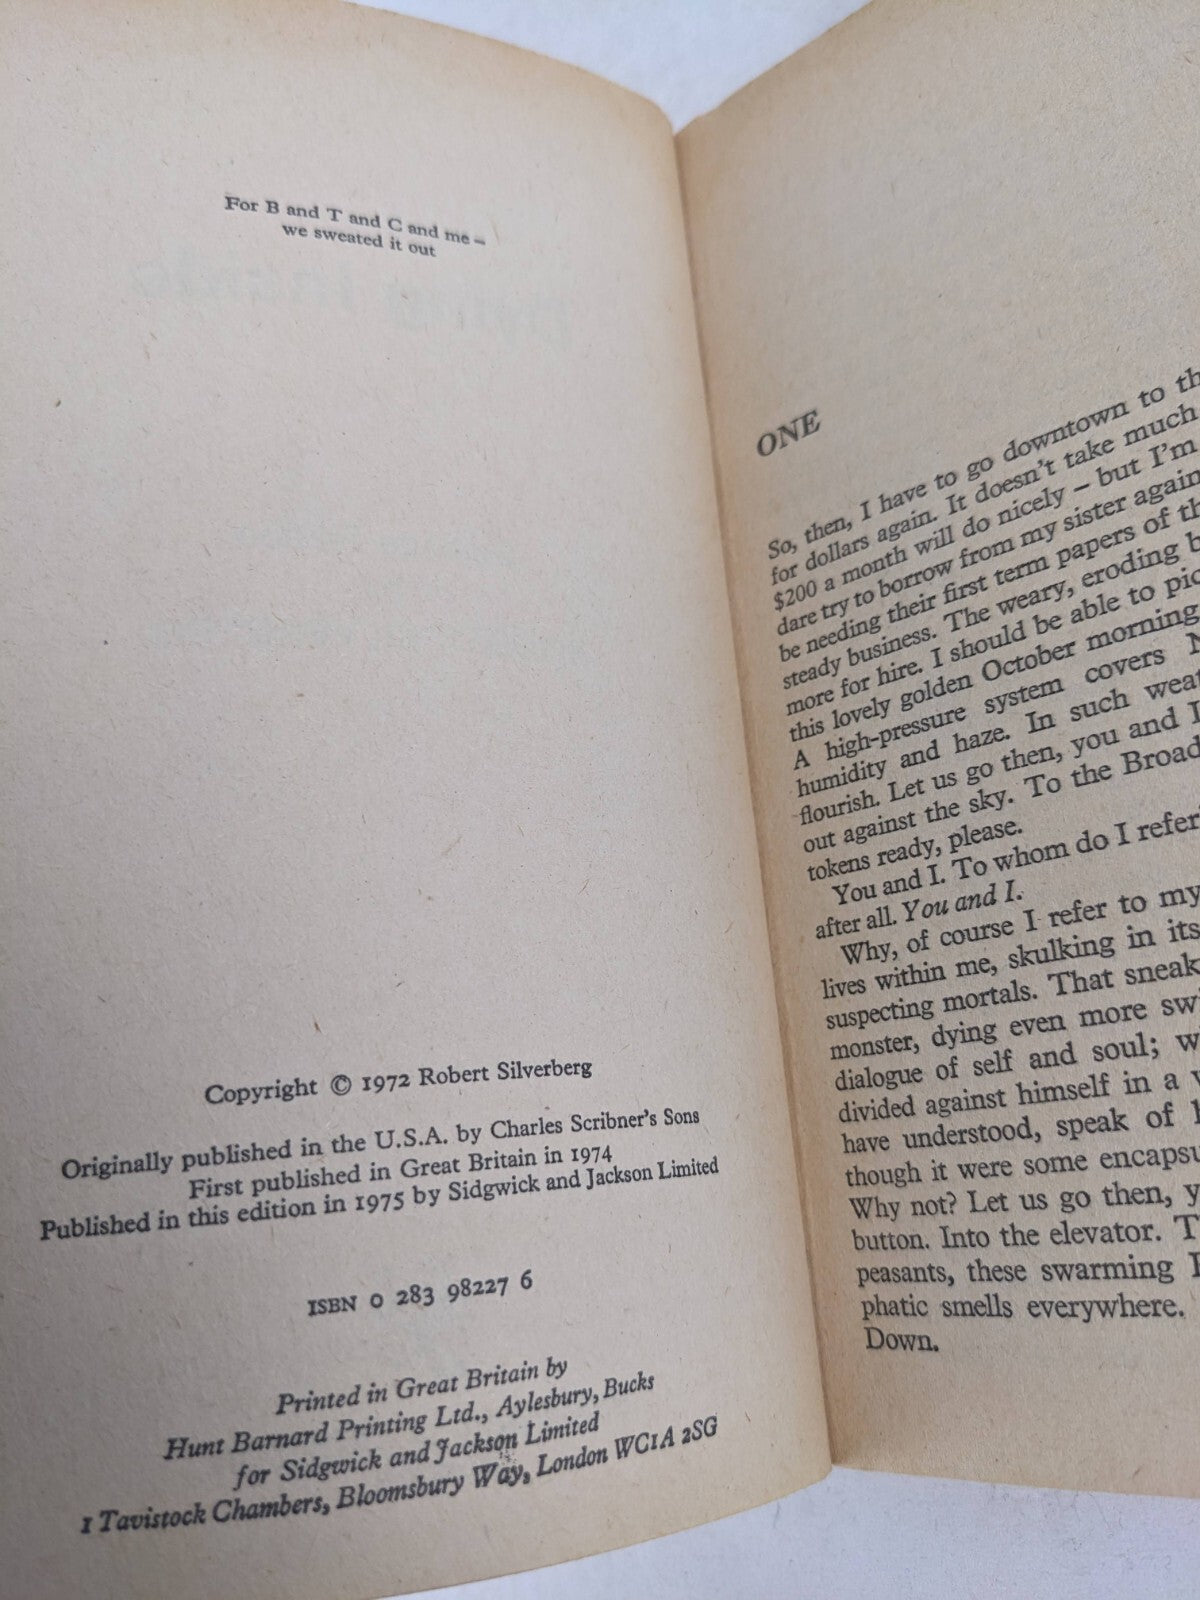 For B and T and C and me –
we sweated it out
Copyright © 1972 Robert Silverberg
Originally published in the U.S.A. by Charles Scribner's Sons
First published in Great Britain in 1974
Published in this edition in 1975 by Sidgwick and Jackson Limited
ISBN 0 283 98227 6
Printed in Great Britain by
Hunt Barnard Printing Ltd., Aylesbury, Bucks
for Sidgwick and Jackson Limited
1 Tavistock Chambers, Bloomsbury Way, London WC1A 2SG
ONE
So, then, I have to go downtown to th
for dollars again. It doesn't take much
$200 a month will do nicely – but I'm
dare try to borrow from my sister again
be needing their first term papers of th
steady business. The weary, eroding b
more for hire. I should be able to pic
this lovely golden October morning
A high-pressure system covers N
humidity and haze. In such weat
flourish. Let us go then, you and I
out against the sky. To the Broad
tokens ready, please.
You and I. To whom do I refer
after all. You and I.
Why, of course I refer to my
lives within me, skulking in its
suspecting mortals. That sneak
monster, dying even more swi
dialogue of self and soul; w
divided against himself in a
have understood, speak of
though it were some encapsu
Why not? Let us go then, y
button. Into the elevator. T
peasants, these swarming
phatic smells everywhere.
Down.